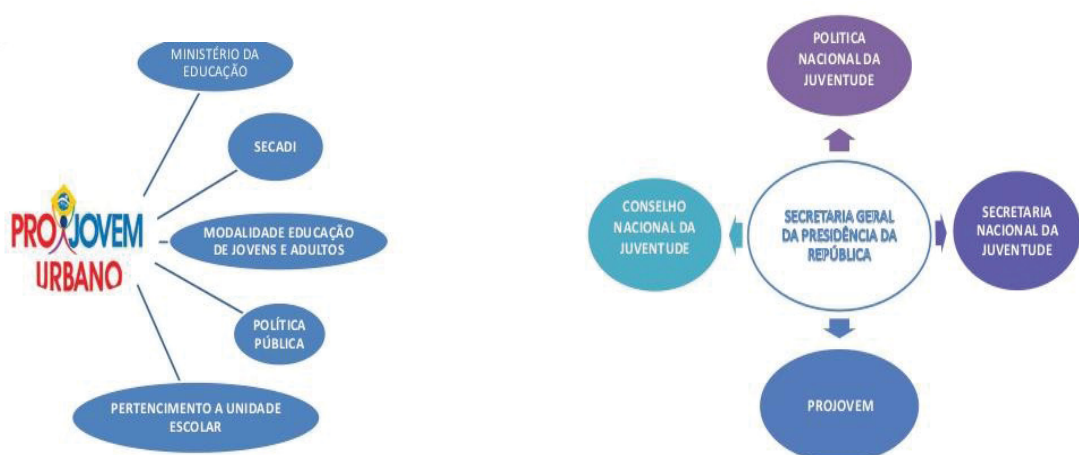 MINISTÉRIO DA
EDUCAÇÃO
SECADI
PROJOVEM
URBANO
MODALIDADE EDUCAÇÃO
DE JOVENS E ADULTOS
POLÍTICA
PÚBLICA
PERTENCIMENTO A UNIDADE
ESCOLAR
POLITICA
NACIONAL DA
JUVENTUDE
CONSELHO
NACIONAL DA
JUVENTUDE
SECRETARIA GERAL
DA PRESIDÊNCIA DA
REPÚBLICA
SECRETARIA
NACIONAL DA
JUVENTUDE
PROJOVEM